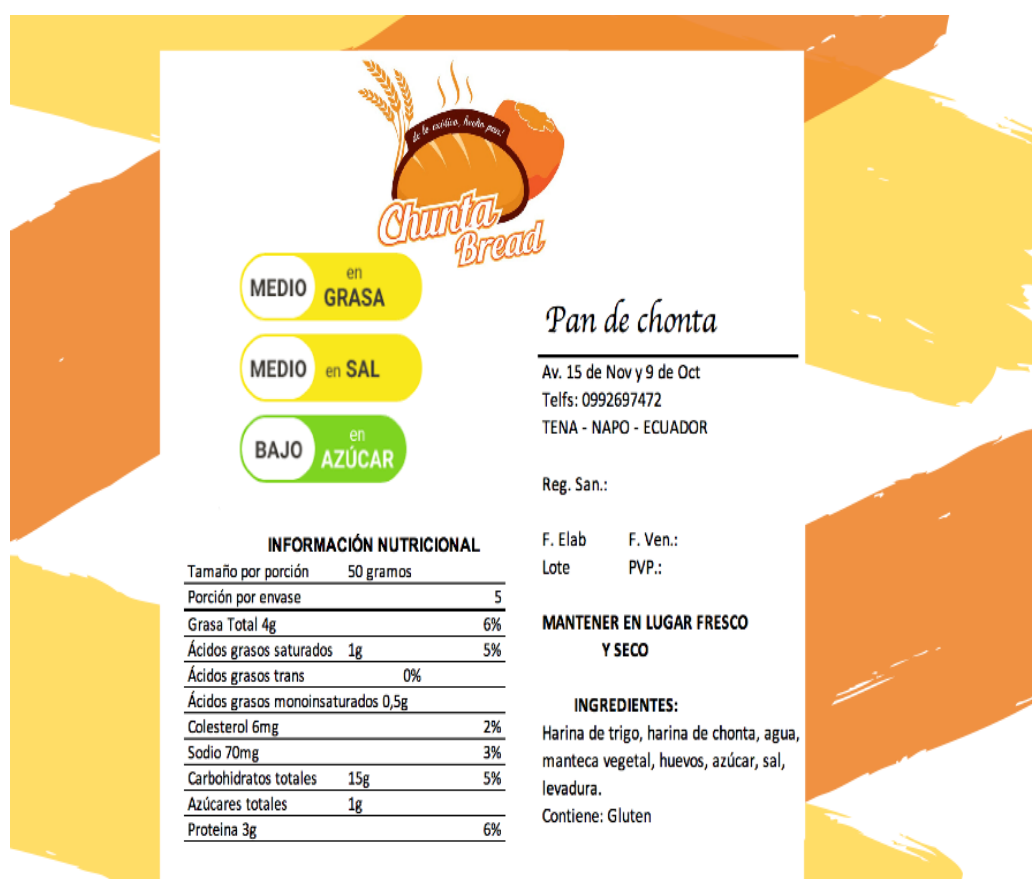 de lo exótico, hecho pan!
Chunta
Bread
MEDIO en GRASA
MEDIO en SAL
BAJO en AZÚCAR
Pan de chonta
Av. 15 de Nov y 9 de Oct
Telfs: 0992697472
TENA - NAPO - ECUADOR
Reg. San.:
F. Elab F. Ven.:
Lote PVP.:
MANTENER EN LUGAR FRESCO
Y SECO
INGREDIENTES:
Harina de trigo, harina de chonta, agua,
manteca vegetal, huevos, azúcar, sal,
levadura.
Contiene: Gluten
INFORMACIÓN NUTRICIONAL
Tamaño por porción 50 gramos
Porción por envase 5
Grasa Total 4g 6%
Ácidos grasos saturados 1g 5%
Ácidos grasos trans 0%
Ácidos grasos monoinsaturados 0,5g
Colesterol 6mg 2%
Sodio 70mg 3%
Carbohidratos totales 15g 5%
Azúcares totales 1g
Proteina 3g 6%